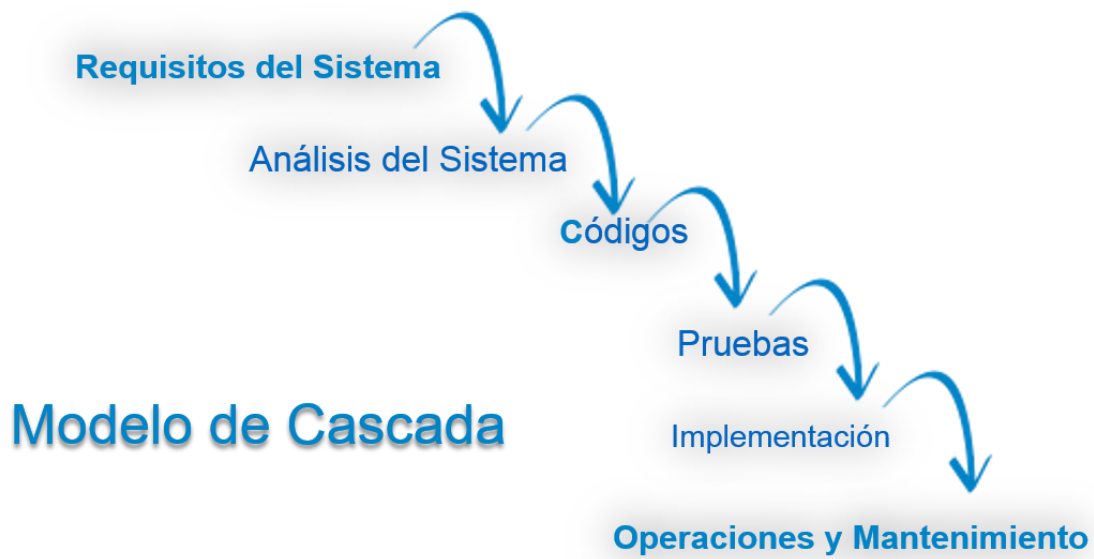 Requisitos del Sistema
Análisis del Sistema
Códigos
Pruebas
Modelo de Cascada
Implementación
Operaciones y Mantenimiento